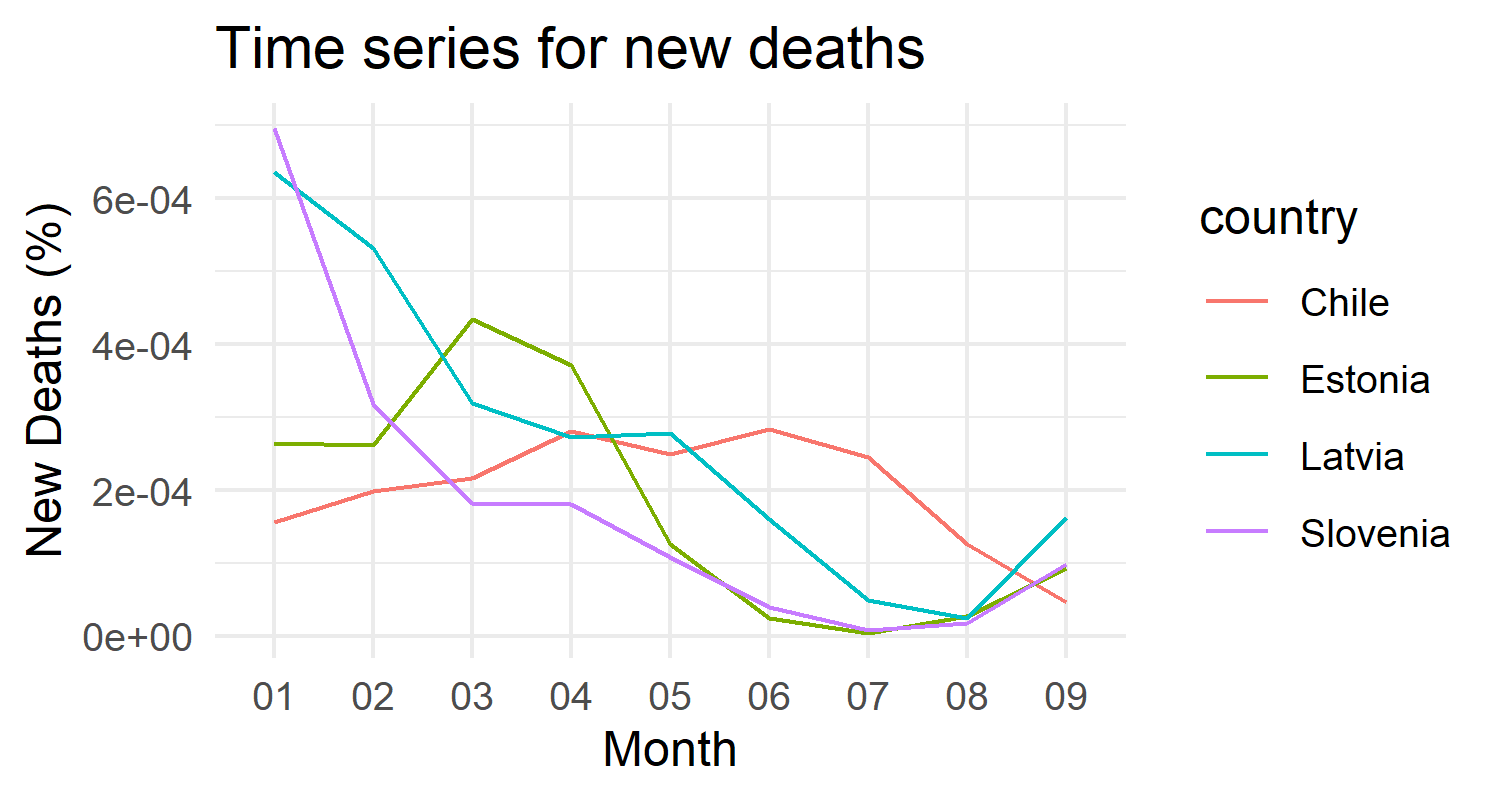 Time series for new deaths
New Deaths (%)
6e-04
4e-04
2e-04
0e+00
01 02 03 04 05 06 07 08 09
Month
country
Chile
Estonia
Latvia
Slovenia